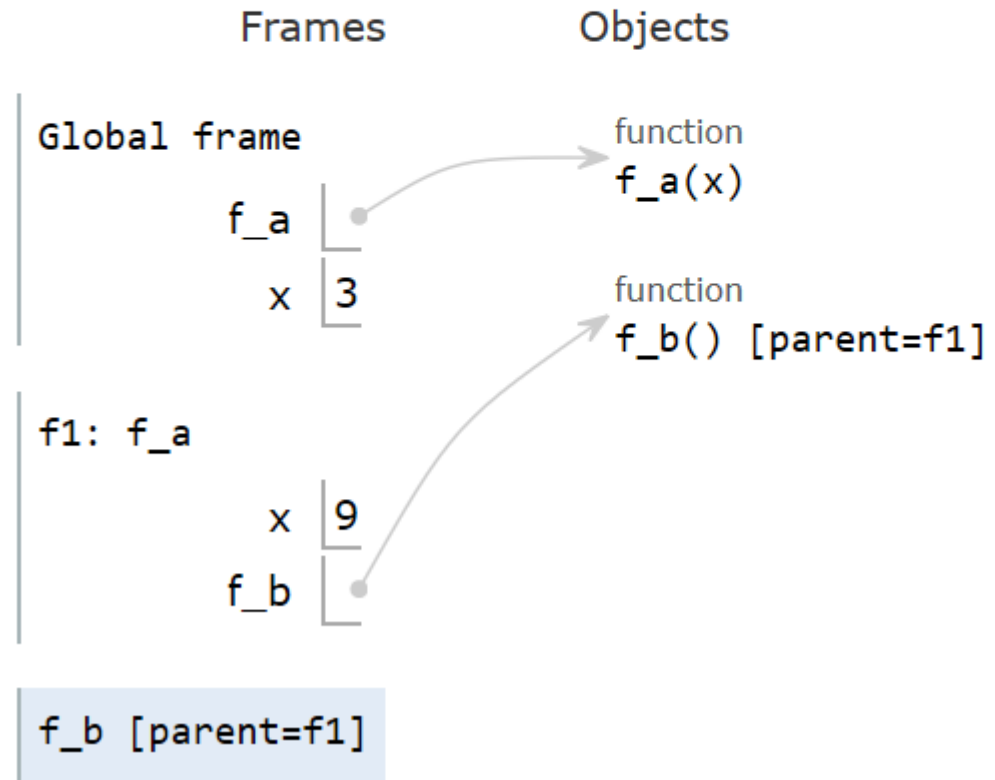 Frames Objects
Global frame
function
f_a(x)
f_a
x 3
function
f_b() [parent=f1]
f1: f_a
x 9
f_b
f_b [parent=f1]